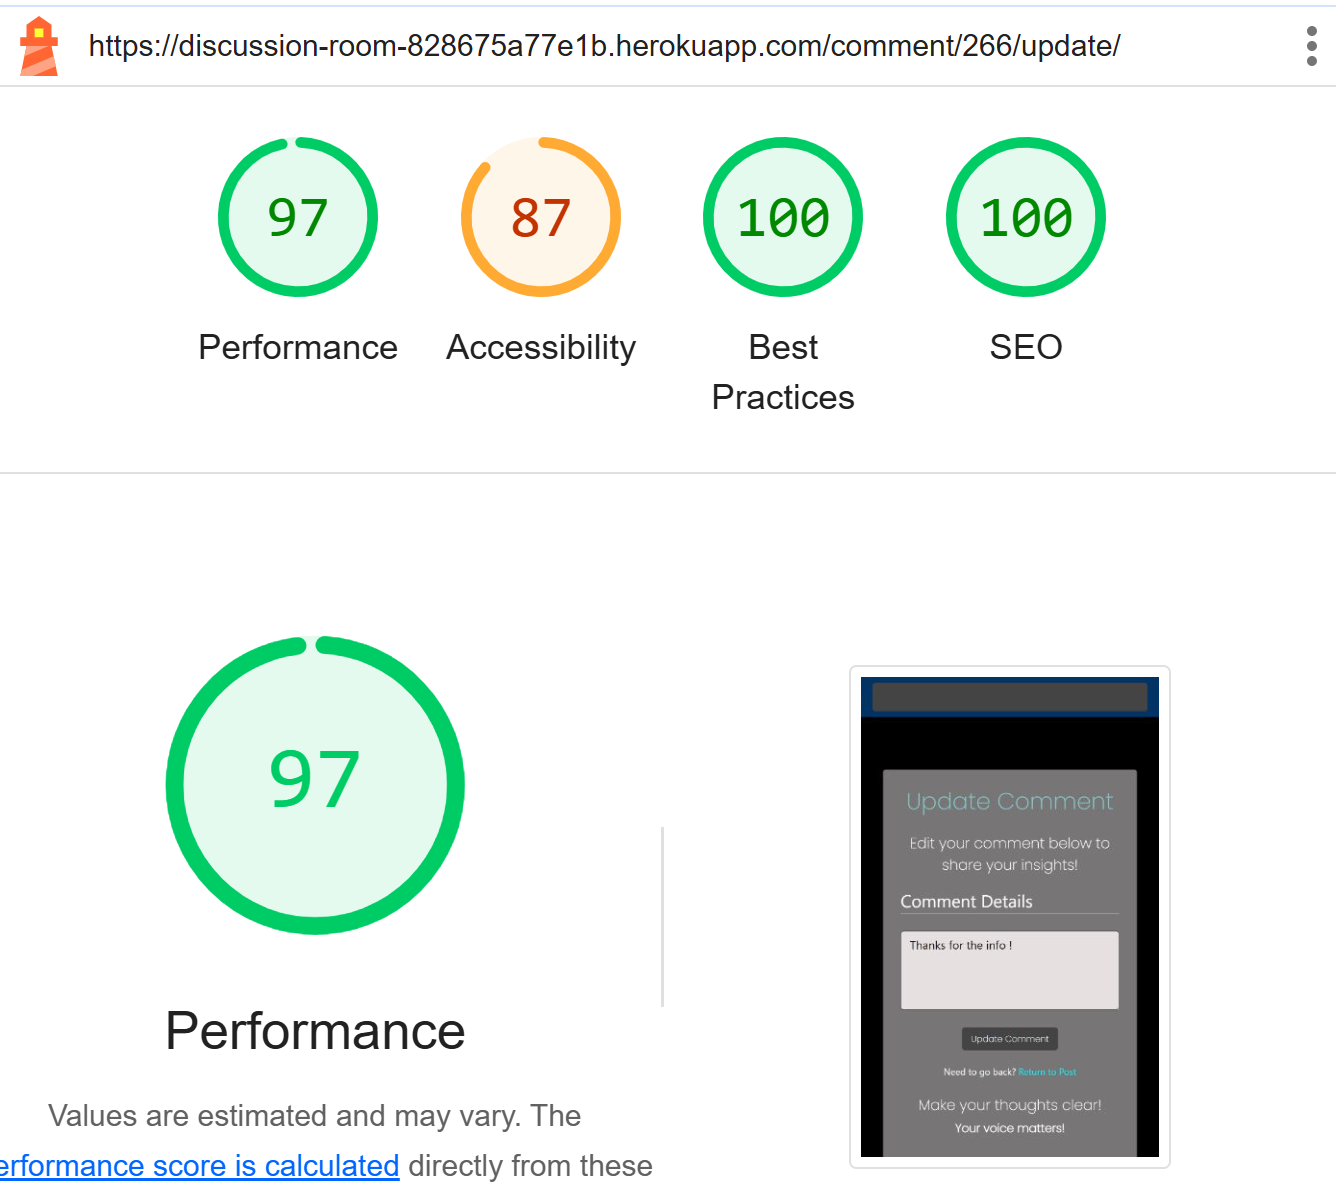 https://discussion-room-828675a77e1b.herokuapp.com/comment/266/update/
97
87
100
100
Performance
Accessibility
Best
Practices
SEO
97
Performance
Values are estimated and may vary. The
erformance score is calculated directly from these
Update Comment
Edit your comment below to
share your insights!
Comment Details
Thanks for the info !
Update Comment
Need to go back? Return to Post
Make your thoughts clear!
Your voice matters!